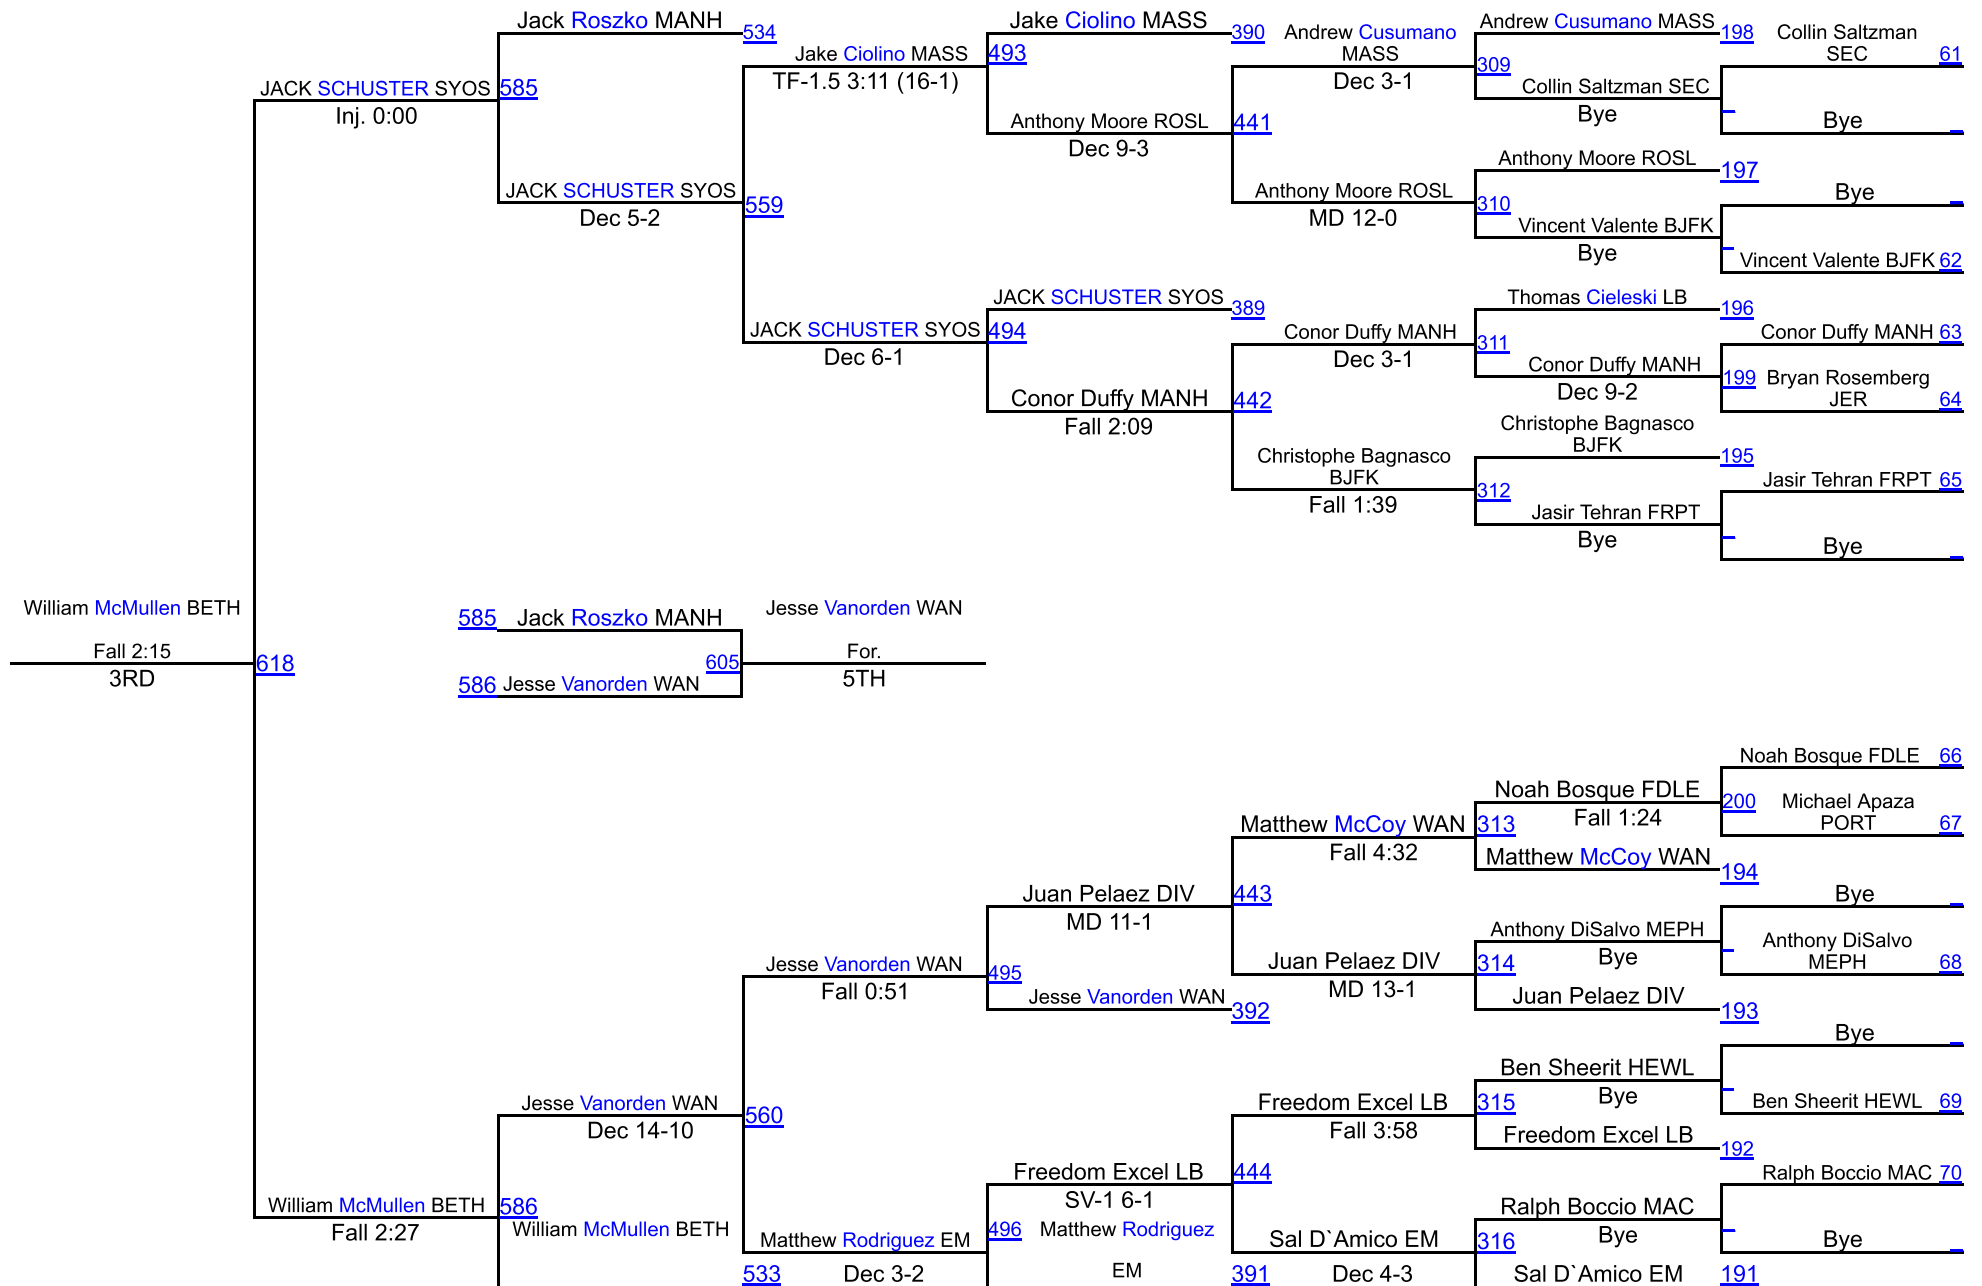 Jack Roszko MANH
534
JACK SCHUSTER SYOS
585
Inj. 0:00
JACK SCHUSTER SYOS
Dec 5-2
Jake Ciolino MASS
TF-1.5 3:11 (16-1)
559
JACK SCHUSTER SYOS
Dec 6-1
Jake Ciolino MASS
390
493
Anthony Moore ROSL
Dec 9-3
JACK SCHUSTER SYOS
389
494
Conor Duffy MANH
Fall 2:09
Andrew Cusumano
MASS
Dec 3-1
441
Anthony Moore ROSL
MD 12-0
Conor Duffy MANH
Dec 3-1
442
Christophe Bagnasco
BJFK
Fall 1:39
Andrew Cusumano MASS
198
309
Collin Saltzman SEC
Bye
Anthony Moore ROSL
197
310
Vincent Valente BJFK
Bye
Thomas Cieleski LB
196
311
Conor Duffy MANH
Dec 9-2
Christophe Bagnasco
BJFK
195
312
Jasir Tehran FRPT
Bye
Collin Saltzman
SEC
61
Bye
Bye
Vincent Valente BJFK
62
Conor Duffy MANH
63
199
Bryan Rosemberg
JER
64
Jasir Tehran FRPT
65
Bye
William McMullen BETH
Fall 2:15
3RD
618
585
Jack Roszko MANH
605
586
Jesse Vanorden WAN
Jesse Vanorden WAN
For.
5TH
William McMullen BETH
Fall 2:27
586
Jesse Vanorden WAN
Dec 14-10
William McMullen BETH
533
Jesse Vanorden WAN
Fall 0:51
560
Matthew Rodriguez EM
Dec 3-2
Juan Pelaez DIV
MD 11-1
495
Jesse Vanorden WAN
392
Freedom Excel LB
SV-1 6-1
496
Matthew Rodriguez
EM
391
Matthew McCoy WAN
Fall 4:32
443
Juan Pelaez DIV
MD 13-1
Freedom Excel LB
Fall 3:58
444
Sal D`Amico EM
Dec 4-3
Noah Bosque FDLE
Fall 1:24
313
Matthew McCoy WAN
194
Anthony DiSalvo MEPH
Bye
314
Juan Pelaez DIV
193
Ben Sheerit HEWL
Bye
315
Freedom Excel LB
192
Ralph Boccio MAC
Bye
316
Sal D`Amico EM
191
Noah Bosque FDLE
66
200
Michael Apaza
PORT
67
Bye
Anthony DiSalvo
MEPH
68
Bye
Ben Sheerit HEWL
69
Ralph Boccio MAC
70
Bye